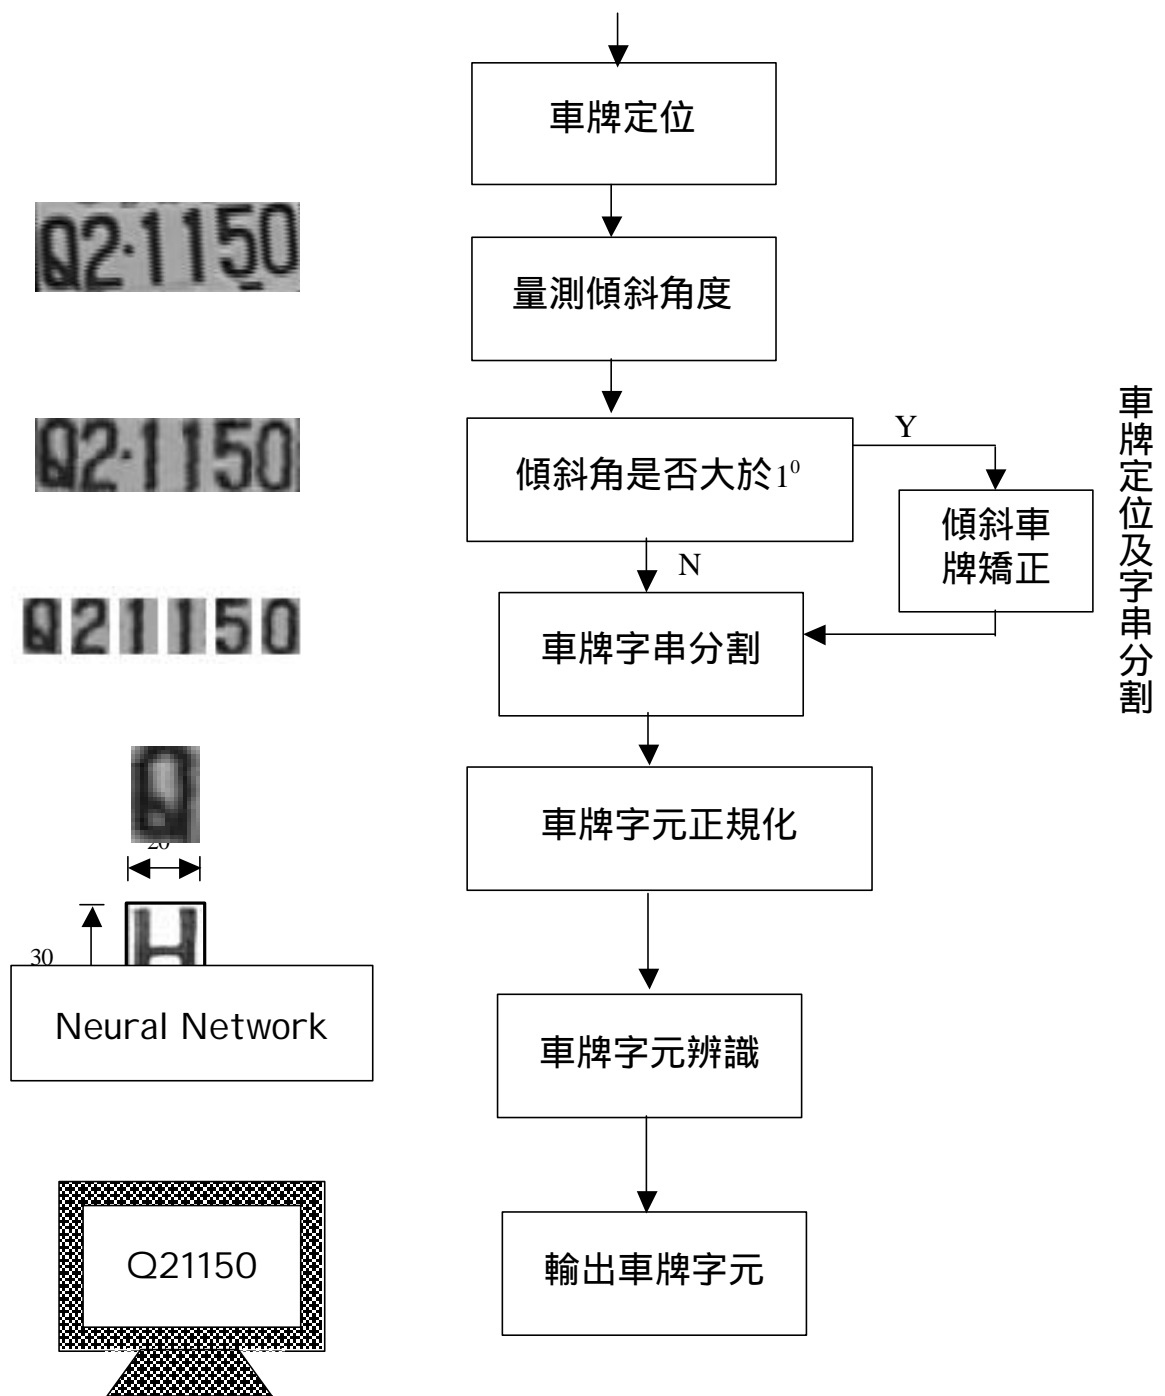 車牌定位
Q2·1150
量測傾斜角度
Q2·1150
傾斜角是否大於1⁰
Y
傾斜車
牌矯正
N
Q21150
車牌字串分割
車牌定位及字串分割
Q
車牌字元正規化
20
H
30
Neural Network
車牌字元辨識
Q21150
輸出車牌字元